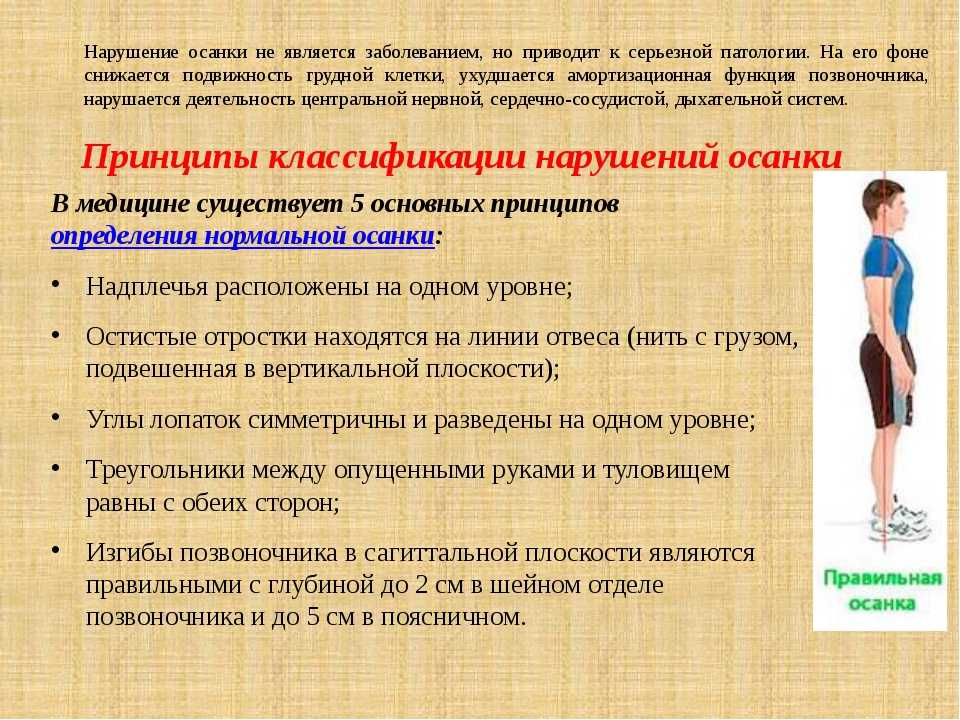 Нарушение осанки не является заболеванием, но приводит к серьезной патологии. На его фоне
снижается подвижность грудной клетки, ухудшается амортизационная функция позвоночника,
нарушается деятельность центральной нервной, сердечно-сосудистой, дыхательной систем.
Принципы классификации нарушений осанки
В медицине существует 5 основных принципов
определения нормальной осанки:
• Надплечья расположены на одном уровне;
• Остистые отростки находятся на линии отвеса (нить с грузом,
подвешенная в вертикальной плоскости);
• Углы лопаток симметричны и разведены на одном уровне;
• Треугольники между опущенными руками и туловищем
равны с обеих сторон;
• Изгибы позвоночника в сагиттальной плоскости являются
правильными с глубиной до 2 см в шейном отделе
позвоночника и до 5 см в поясничном.
Правильная
осанка